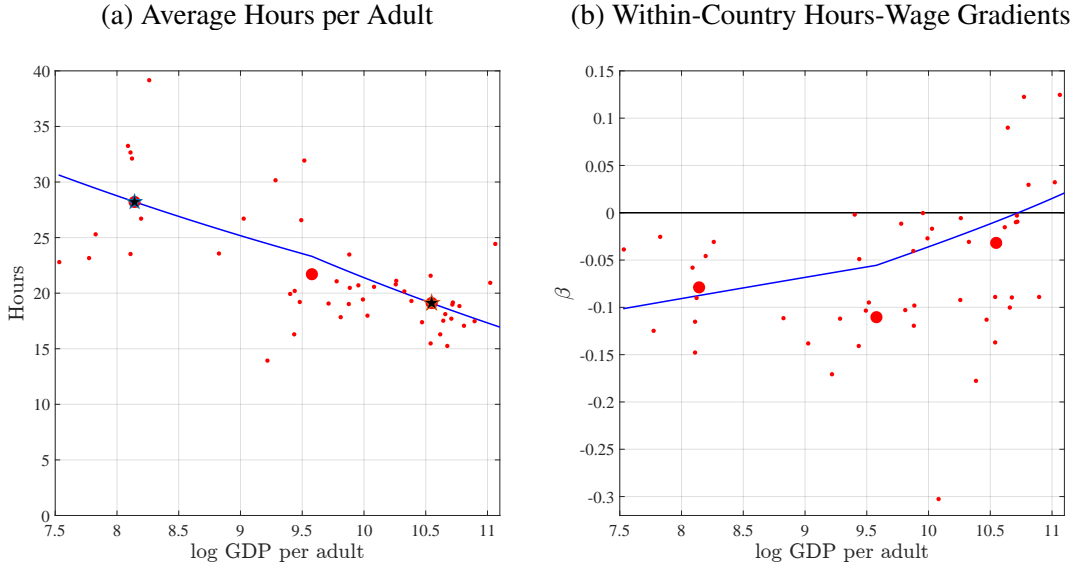 (a) Average Hours per Adult
40
35
30
25
20
15
10
5
0
Hours
7.5 8 8.5 9 9.5 10 10.5 11
log GDP per adult
(b) Within-Country Hours-Wage Gradients
0.15
0.1
0.05
0
-0.05
-0.1
-0.15
-0.2
-0.25
-0.3
β
7.5 8 8.5 9 9.5 10 10.5 11
log GDP per adult